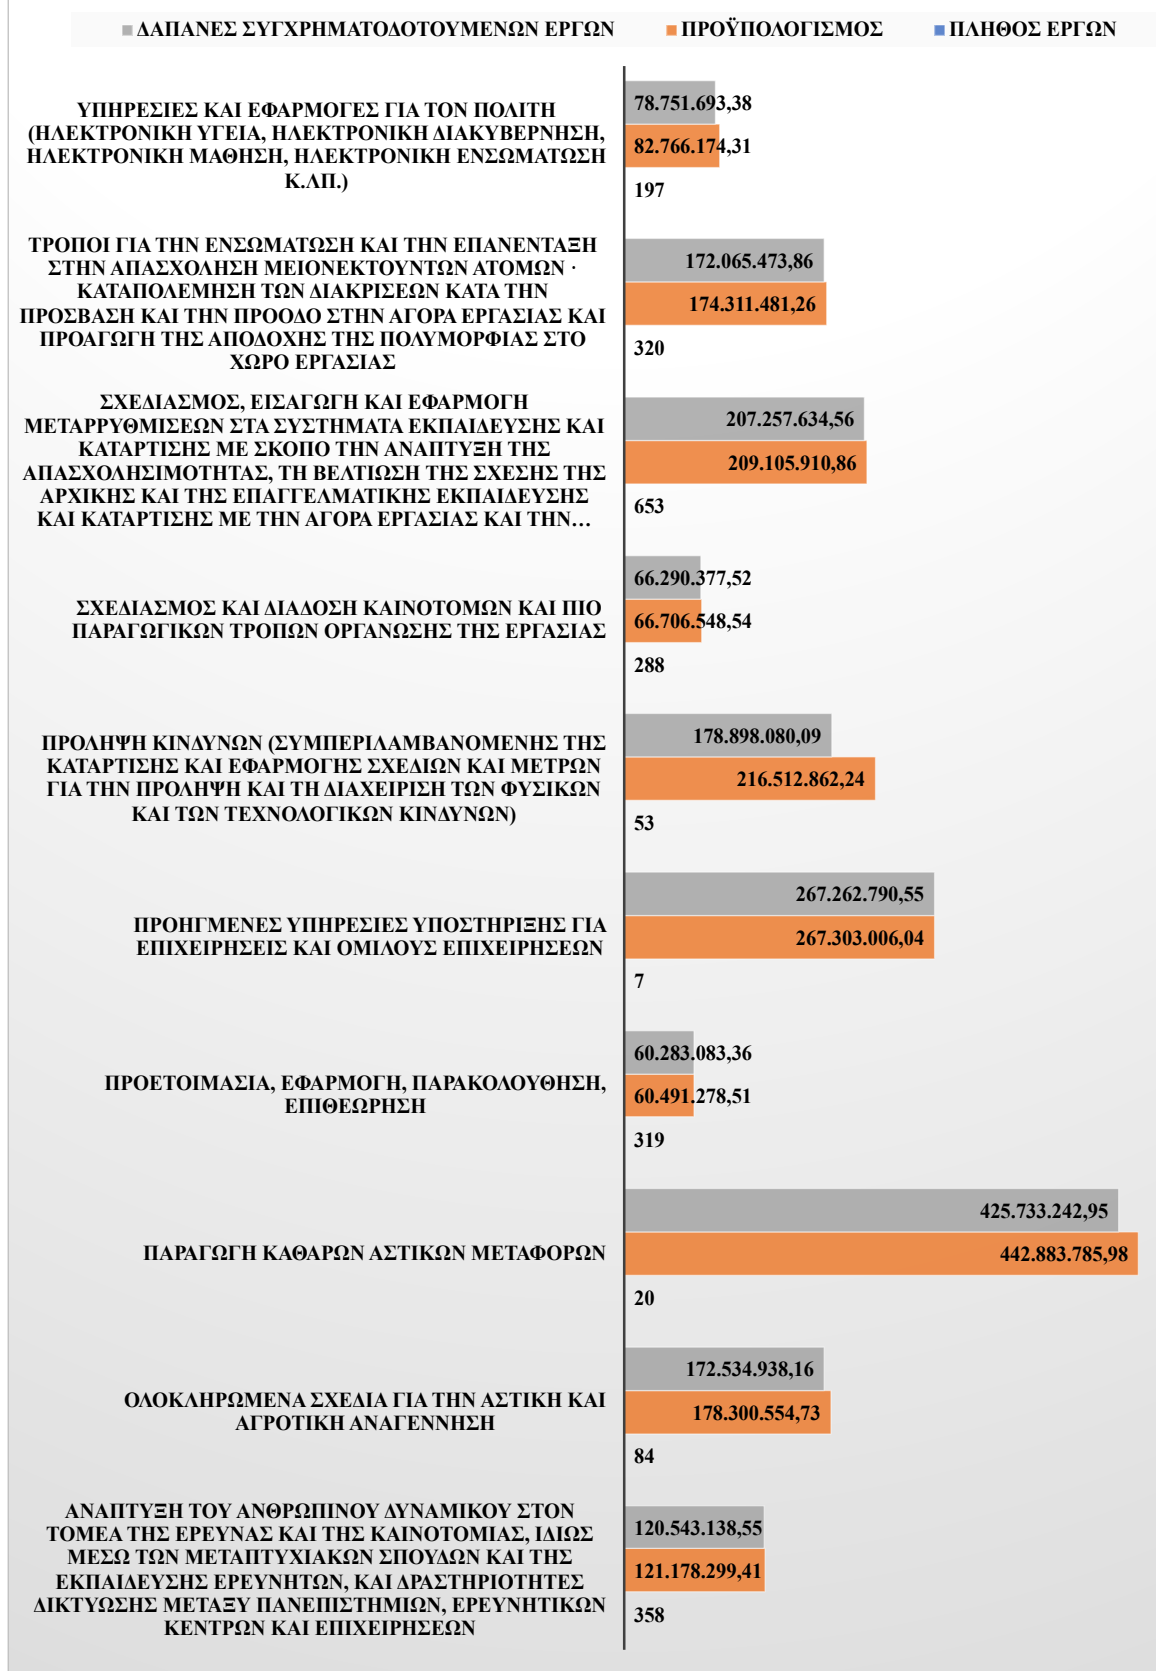 ΔΑΠΑΝΕΣ ΣΥΓΧΡΗΜΑΤΟΔΟΤΟΥΜΕΝΩΝ ΕΡΓΩΝ ΠΡΟΫΠΟΛΟΓΙΣΜΟΣ ΠΛΗΘΟΣ ΕΡΓΩΝ
ΥΠΗΡΕΣΙΕΣ ΚΑΙ ΕΦΑΡΜΟΓΕΣ ΓΙΑ ΤΟΝ ΠΟΛΙΤΗ
(ΗΛΕΚΤΡΟΝΙΚΗ ΥΓΕΙΑ, ΗΛΕΚΤΡΟΝΙΚΗ ΔΙΑΚΥΒΕΡΝΗΣΗ,
ΗΛΕΚΤΡΟΝΙΚΗ ΜΑΘΗΣΗ, ΗΛΕΚΤΡΟΝΙΚΗ ΕΝΣΩΜΑΤΩΣΗ
Κ.ΛΠ.)
78.751.693,38
82.766.174,31
197
ΤΡΟΠΟΙ ΓΙΑ ΤΗΝ ΕΝΣΩΜΑΤΩΣΗ ΚΑΙ ΤΗΝ ΕΠΑΝΕΝΤΑΞΗ
ΣΤΗΝ ΑΠΑΣΧΟΛΗΣΗ ΜΕΙΟΝΕΚΤΟΥΝΤΩΝ ΑΤΟΜΩΝ ·
ΚΑΤΑΠΟΛΕΜΗΣΗ ΤΩΝ ΔΙΑΚΡΙΣΕΩΝ ΚΑΤΑ ΤΗΝ
ΠΡΟΣΒΑΣΗ ΚΑΙ ΤΗΝ ΠΡΟΟΔΟ ΣΤΗΝ ΑΓΟΡΑ ΕΡΓΑΣΙΑΣ ΚΑΙ
ΠΡΟΑΓΩΓΗ ΤΗΣ ΑΠΟΔΟΧΗΣ ΤΗΣ ΠΟΛΥΜΟΡΦΙΑΣ ΣΤΟ
ΧΩΡΟ ΕΡΓΑΣΙΑΣ
172.065.473,86
174.311.481,26
320
ΣΧΕΔΙΑΣΜΟΣ, ΕΙΣΑΓΩΓΗ ΚΑΙ ΕΦΑΡΜΟΓΗ
ΜΕΤΑΡΡΥΘΜΙΣΕΩΝ ΣΤΑ ΣΥΣΤΗΜΑΤΑ ΕΚΠΑΙΔΕΥΣΗΣ ΚΑΙ
ΚΑΤΑΡΤΙΣΗΣ ΜΕ ΣΚΟΠΟ ΤΗΝ ΑΝΑΠΤΥΞΗ ΤΗΣ
ΑΠΑΣΧΟΛΗΣΙΜΟΤΗΤΑΣ, ΤΗ ΒΕΛΤΙΩΣΗ ΤΗΣ ΣΧΕΣΗΣ ΤΗΣ
ΑΡΧΙΚΗΣ ΚΑΙ ΤΗΣ ΕΠΑΓΓΕΛΜΑΤΙΚΗΣ ΕΚΠΑΙΔΕΥΣΗΣ
ΚΑΙ ΚΑΤΑΡΤΙΣΗΣ ΜΕ ΤΗΝ ΑΓΟΡΑ ΕΡΓΑΣΙΑΣ ΚΑΙ ΤΗΝ…
207.257.634,56
209.105.910,86
653
ΣΧΕΔΙΑΣΜΟΣ ΚΑΙ ΔΙΑΔΟΣΗ ΚΑΙΝΟΤΟΜΩΝ ΚΑΙ ΠΙΟ
ΠΑΡΑΓΩΓΙΚΩΝ ΤΡΟΠΩΝ ΟΡΓΑΝΩΣΗΣ ΤΗΣ ΕΡΓΑΣΙΑΣ
66.290.377,52
66.706.548,54
288
ΠΡΟΛΗΨΗ ΚΙΝΔΥΝΩΝ (ΣΥΜΠΕΡΙΛΑΜΒΑΝΟΜΕΝΗΣ ΤΗΣ
ΚΑΤΑΡΤΙΣΗΣ ΚΑΙ ΕΦΑΡΜΟΓΗΣ ΣΧΕΔΙΩΝ ΚΑΙ ΜΕΤΡΩΝ
ΓΙΑ ΤΗΝ ΠΡΟΛΗΨΗ ΚΑΙ ΤΗ ΔΙΑΧΕΙΡΙΣΗ ΤΩΝ ΦΥΣΙΚΩΝ
ΚΑΙ ΤΩΝ ΤΕΧΝΟΛΟΓΙΚΩΝ ΚΙΝΔΥΝΩΝ)
178.898.080,09
216.512.862,24
53
ΠΡΟΗΓΜΕΝΕΣ ΥΠΗΡΕΣΙΕΣ ΥΠΟΣΤΗΡΙΞΗΣ ΓΙΑ
ΕΠΙΧΕΙΡΗΣΕΙΣ ΚΑΙ ΟΜΙΛΟΥΣ ΕΠΙΧΕΙΡΗΣΕΩΝ
267.262.790,55
267.303.006,04
7
ΠΡΟΕΤΟΙΜΑΣΙΑ, ΕΦΑΡΜΟΓΗ, ΠΑΡΑΚΟΛΟΥΘΗΣΗ,
ΕΠΙΘΕΩΡΗΣΗ
60.283.083,36
60.491.278,51
319
ΠΑΡΑΓΩΓΗ ΚΑΘΑΡΩΝ ΑΣΤΙΚΩΝ ΜΕΤΑΦΟΡΩΝ
425.733.242,95
442.883.785,98
20
ΟΛΟΚΛΗΡΩΜΕΝΑ ΣΧΕΔΙΑ ΓΙΑ ΤΗΝ ΑΣΤΙΚΗ ΚΑΙ
ΑΓΡΟΤΙΚΗ ΑΝΑΓΕΝΝΗΣΗ
172.534.938,16
178.300.554,73
84
ΑΝΑΠΤΥΞΗ ΤΟΥ ΑΝΘΡΩΠΙΝΟΥ ΔΥΝΑΜΙΚΟΥ ΣΤΟΝ
ΤΟΜΕΑ ΤΗΣ ΕΡΕΥΝΑΣ ΚΑΙ ΤΗΣ ΚΑΙΝΟΤΟΜΙΑΣ, ΙΔΙΩΣ
ΜΕΣΩ ΤΩΝ ΜΕΤΑΠΤΥΧΙΑΚΩΝ ΣΠΟΥΔΩΝ ΚΑΙ ΤΗΣ
ΕΚΠΑΙΔΕΥΣΗΣ ΕΡΕΥΝΗΤΩΝ, ΚΑΙ ΔΡΑΣΤΗΡΙΟΤΗΤΕΣ
ΔΙΚΤΥΩΣΗΣ ΜΕΤΑΞΥ ΠΑΝΕΠΙΣΤΗΜΙΩΝ, ΕΡΕΥΝΗΤΙΚΩΝ
ΚΕΝΤΡΩΝ ΚΑΙ ΕΠΙΧΕΙΡΗΣΕΩΝ
120.543.138,55
121.178.299,41
358